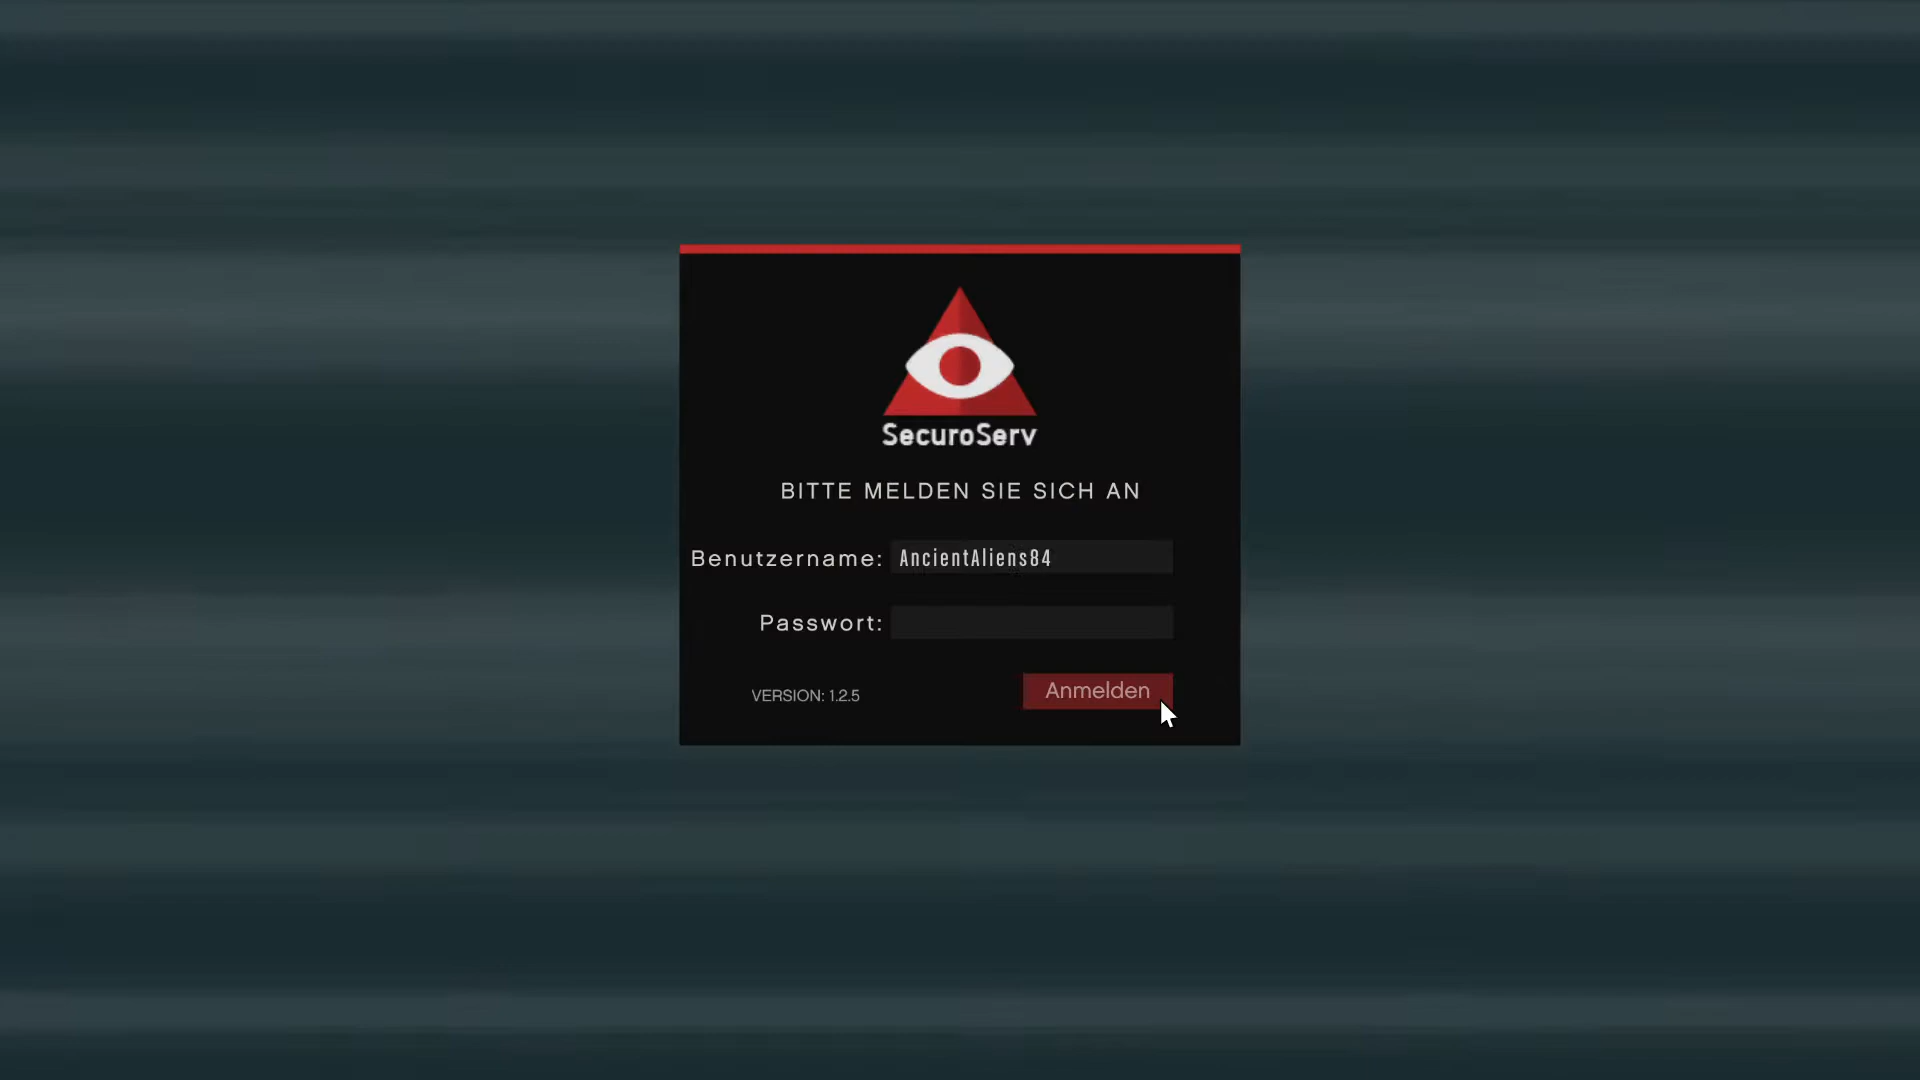 SecuroServ
BITTE MELDEN SIE SICH AN
Benutzername: AncientAliens84
Passwort:
VERSION: 1.2.5
Anmelden